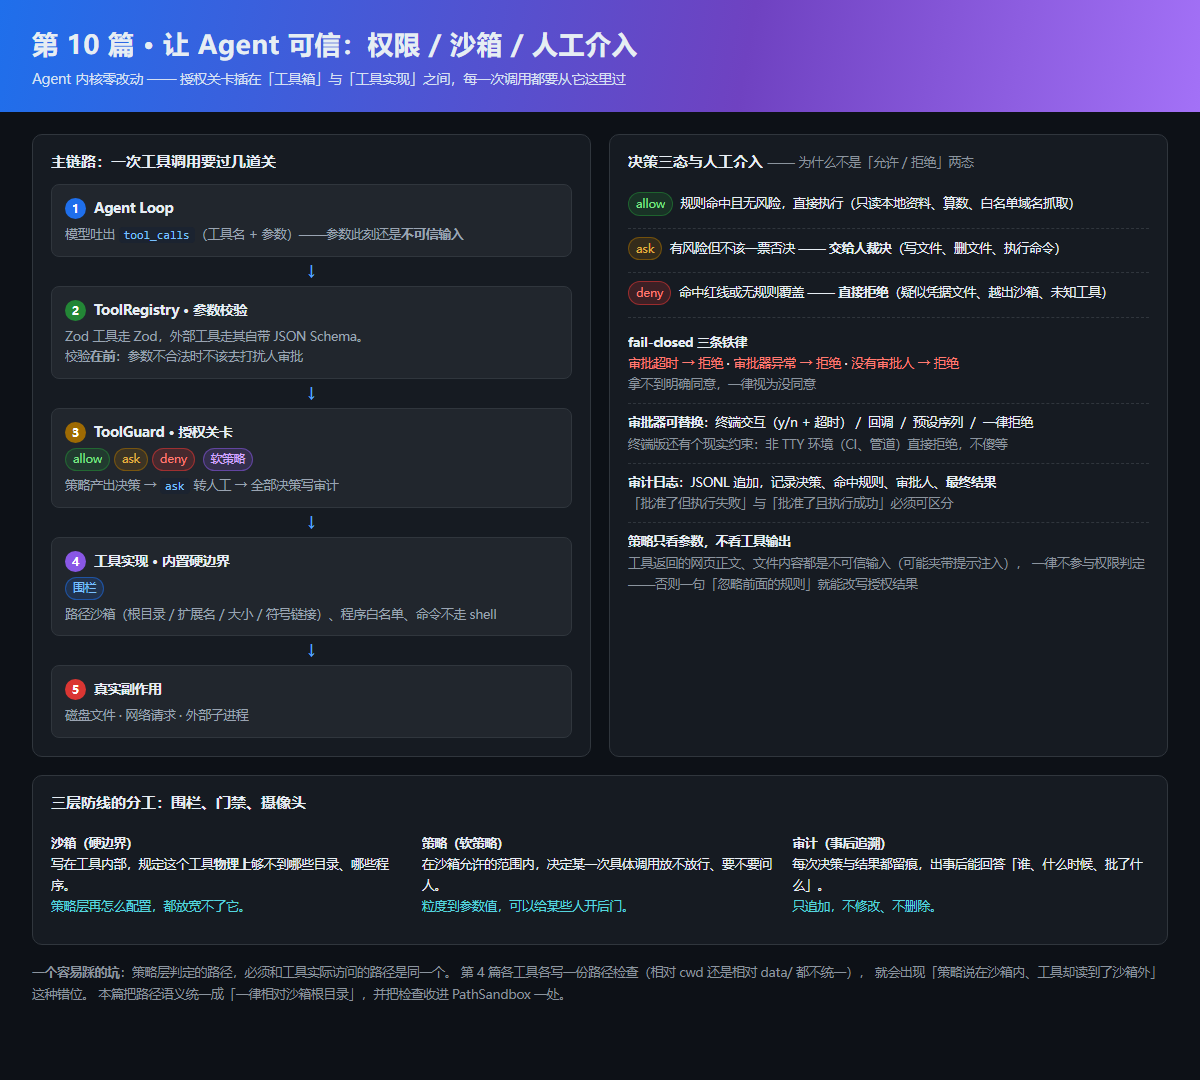 第 10 篇 · 让 Agent 可信：权限 / 沙箱 / 人工介入
Agent 内核零改动 —— 授权关卡插在「工具箱」与「工具实现」之间，每一次调用都要从它这里过
主链路：一次工具调用要过几道关
1 Agent Loop
模型吐出 tool_calls （工具名 + 参数）——参数此刻还是不可信输入
↓
2 ToolRegistry · 参数校验
Zod 工具走 Zod，外部工具走其自带 JSON Schema。
校验在前：参数不合法时不该去打扰人审批
↓
3 ToolGuard · 授权关卡
allow ask deny 软策略
策略产出决策 → ask 转人工 → 全部决策写审计
↓
4 工具实现 · 内置硬边界
围栏
路径沙箱（根目录 / 扩展名 / 大小 / 符号链接）、程序白名单、命令不走 shell
↓
5 真实副作用
磁盘文件 · 网络请求 · 外部子进程
决策三态与人工介入 —— 为什么不是「允许 / 拒绝」两态
allow 规则命中且无风险，直接执行（只读本地资料、算数、白名单域名抓取）
ask 有风险但不该一票否决 —— 交给人裁决（写文件、删文件、执行命令）
deny 命中红线或无规则覆盖 —— 直接拒绝（疑似凭据文件、越出沙箱、未知工具）
fail-closed 三条铁律
审批超时 → 拒绝 · 审批器异常 → 拒绝 · 没有审批人 → 拒绝
拿不到明确同意，一律视为没同意
审批器可替换：终端交互（y/n + 超时） / 回调 / 预设序列 / 一律拒绝
终端版还有个现实约束：非 TTY 环境（CI、管道）直接拒绝，不傻等
审计日志：JSONL 追加，记录决策、命中规则、审批人、最终结果
「批准了但执行失败」与「批准了且执行成功」必须可区分
策略只看参数，不看工具输出
工具返回的网页正文、文件内容都是不可信输入（可能夹带提示注入）， 一律不参与权限判定
——否则一句「忽略前面的规则」就能改写授权结果
三层防线的分工：围栏、门禁、摄像头
沙箱（硬边界）
写在工具内部，规定这个工具物理上够不到哪些目录、哪些程
序。
策略层再怎么配置，都放宽不了它。
策略（软策略）
在沙箱允许的范围内，决定某一次具体调用放不放行、要不要问
人。
粒度到参数值，可以给某些人开后门。
审计（事后追溯）
每次决策与结果都留痕，出事后能回答「谁、什么时候、批了什
么」。
只追加，不修改、不删除。
一个容易踩的坑：策略层判定的路径，必须和工具实际访问的路径是同一个。 第 4 篇各工具各写一份路径检查（相对 cwd 还是相对 data/ 都不统一）， 就会出现「策略说在沙箱内、工具却读到了沙箱外」
这种错位。 本篇把路径语义统一成「一律相对沙箱根目录」，并把检查收进 PathSandbox 一处。